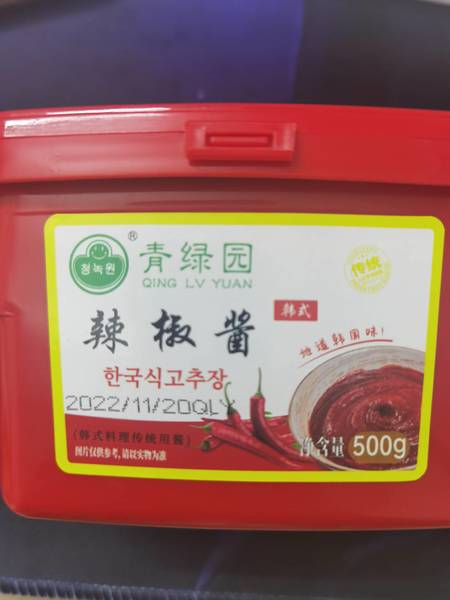 청녹원
®
青绿园
QING LV YUAN
传统
辣椒酱
韩式
地道韩国味!
한국식고추장
2022/11/20QLY
(韩式料理传统用酱)
图片仅供参考,请以实物为准
净含量 500g